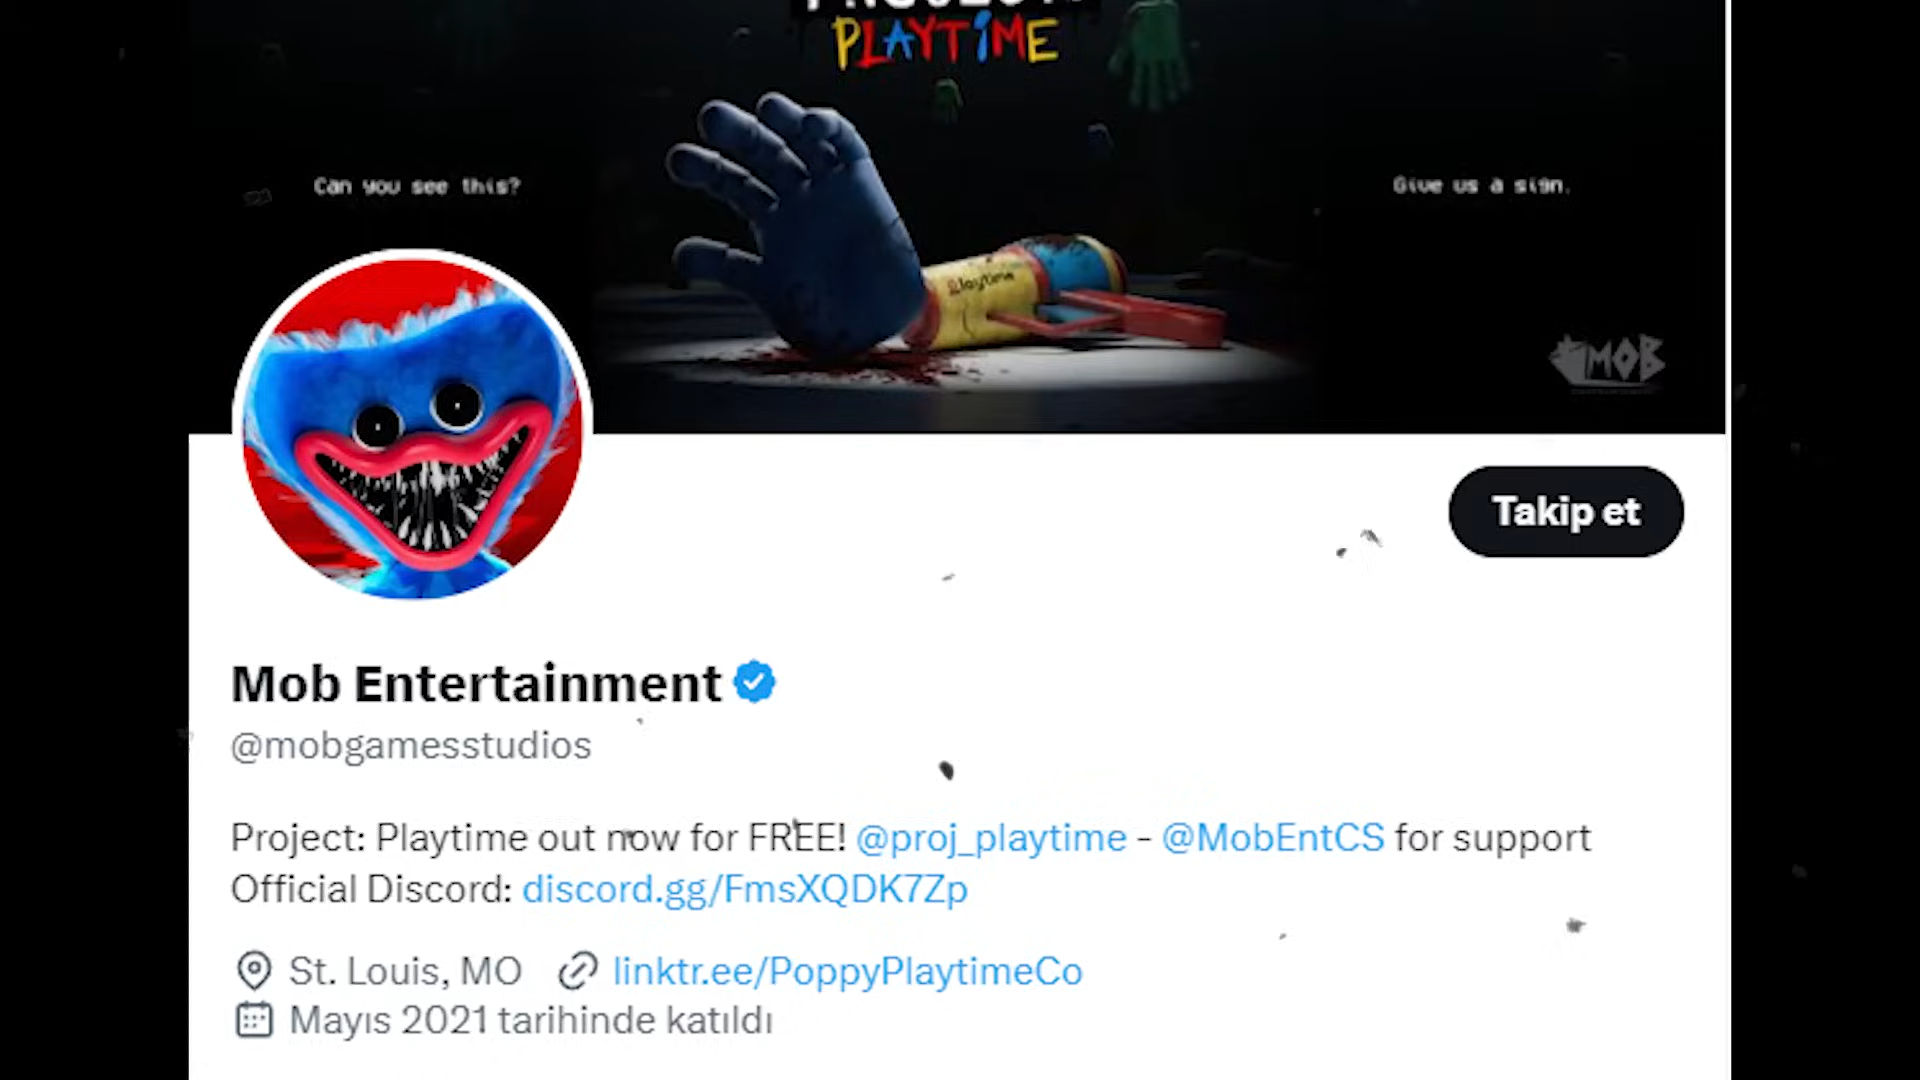 PLAYTIME
Can you see this?
Give us a sign.
Playtime
MOB
Takip et
Mob Entertainment
@mobgamesstudios
Project: Playtime out now for FREE! @proj_playtime - @MobEntCS for support
Official Discord: discord.gg/FmsXQDK7Zp
St. Louis, MO linktr.ee/PoppyPlaytimeCo
Mayıs 2021 tarihinde katıldı